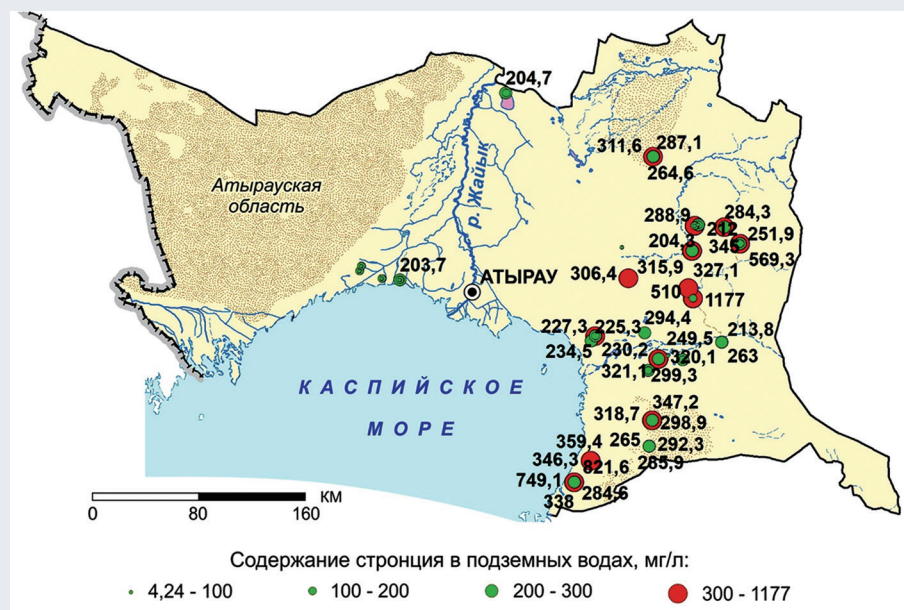 204,7
311,6 287,1
264,6
Атырауская
область
р. Жайык
288,9 284,3
212
251,9
204,3 345
569,3
203,7
306,4 315,9 327,1
АТЫРАУ
510
1177
294,4
227,3 225,3 249,5 213,8
234,5 230,2 320,1 263
321,1 299,3
КАСПИЙСКОЕ
МОРЕ
347,2
318,7 298,9
359,4 265 292,3
346,3 821,6 285,9
749,1 284,6
338
км
0 80 160
Содержание стронция в подземных водах, мг/л:
4,24 - 100 100 - 200 200 - 300 300 - 1177